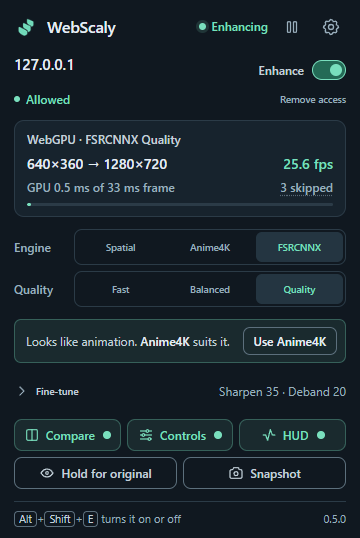 WebScaly
Enhancing
127.0.0.1
Enhance
Allowed
Remove access
WebGPU · FSRCNNX Quality
640×360 → 1280×720
25.6 fps
GPU 0.5 ms of 33 ms frame
3 skipped
Engine
Spatial
Anime4K
FSRCNNX
Quality
Fast
Balanced
Quality
Looks like animation. Anime4K suits it.
Use Anime4K
Fine-tune
Sharpen 35 · Deband 20
Compare
Controls
HUD
Hold for original
Snapshot
Alt+Shift+E turns it on or off
0.5.0